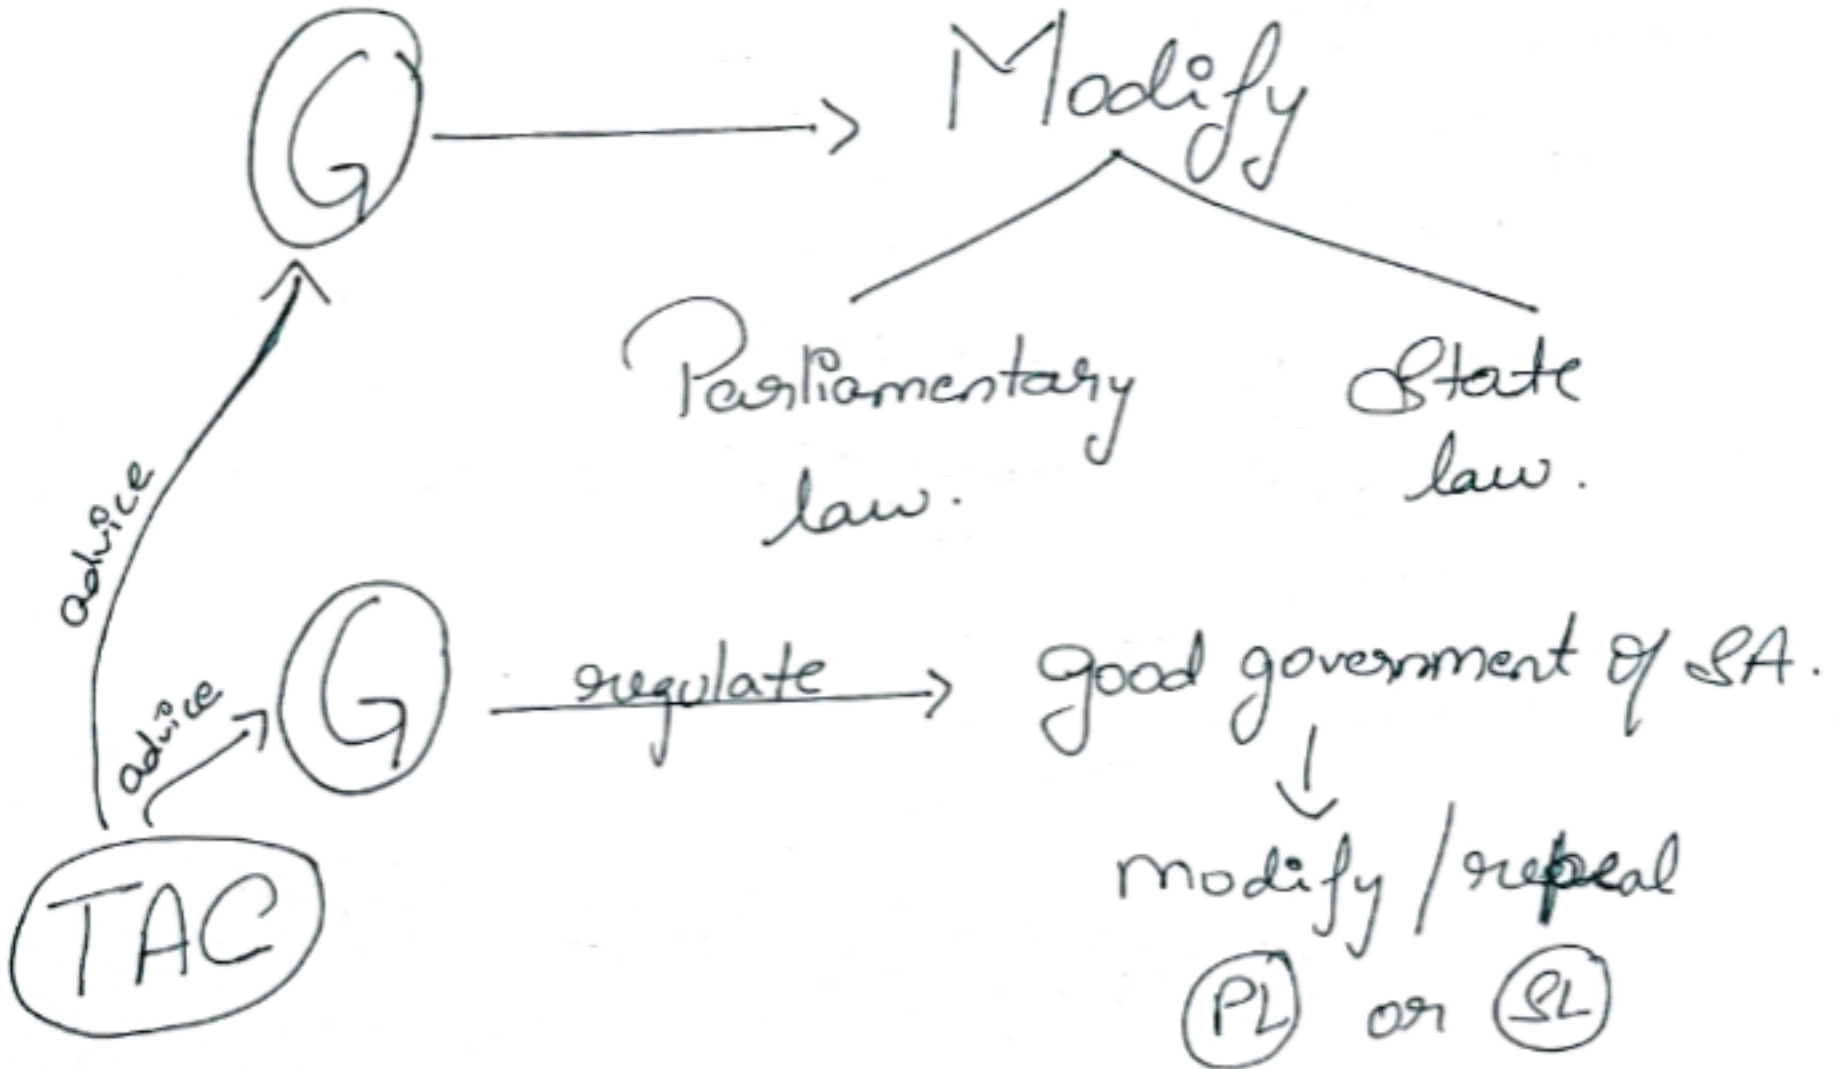 G
Modify
Parliamentary
law.
State
law.
advice
advice
G
regulate
good government of SA.
modify / repeal
PL or SL
TAC